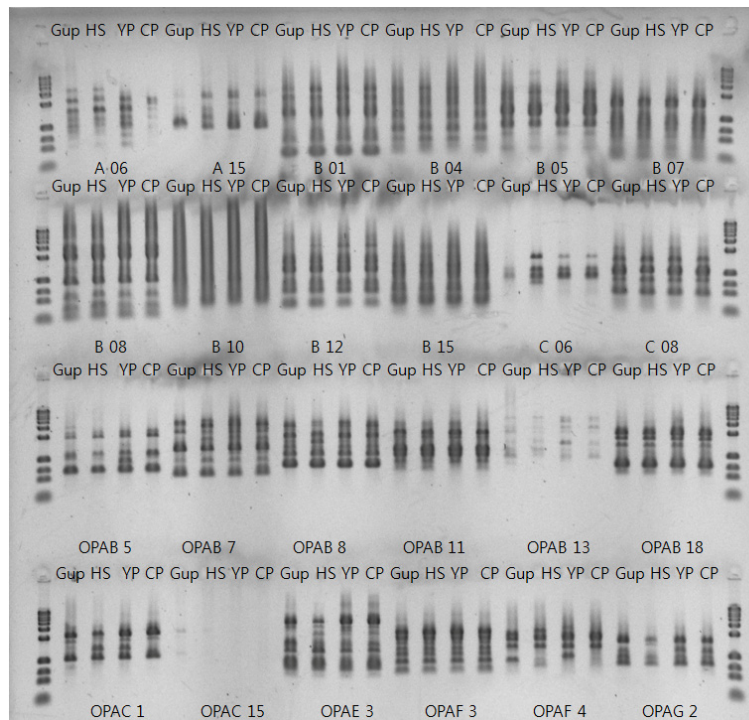 Gup HS YP CP Gup HS YP CP Gup HS YP CP Gup HS YP CP Gup HS YP CP Gup HS YP CP
A 06 A 15 B 01 B 04 B 05 B 07
Gup HS YP CP Gup HS YP CP Gup HS YP CP Gup HS YP CP Gup HS YP CP Gup HS YP CP
B 08 B 10 B 12 B 15 C 06 C 08
Gup HS YP CP Gup HS YP CP Gup HS YP CP Gup HS YP CP Gup HS YP CP Gup HS YP CP
OPAB 5 OPAB 7 OPAB 8 OPAB 11 OPAB 13 OPAB 18
Gup HS YP CP Gup HS YP CP Gup HS YP CP Gup HS YP CP Gup HS YP CP Gup HS YP CP
OPAC 1 OPAC 15 OPAE 3 OPAF 3 OPAF 4 OPAG 2